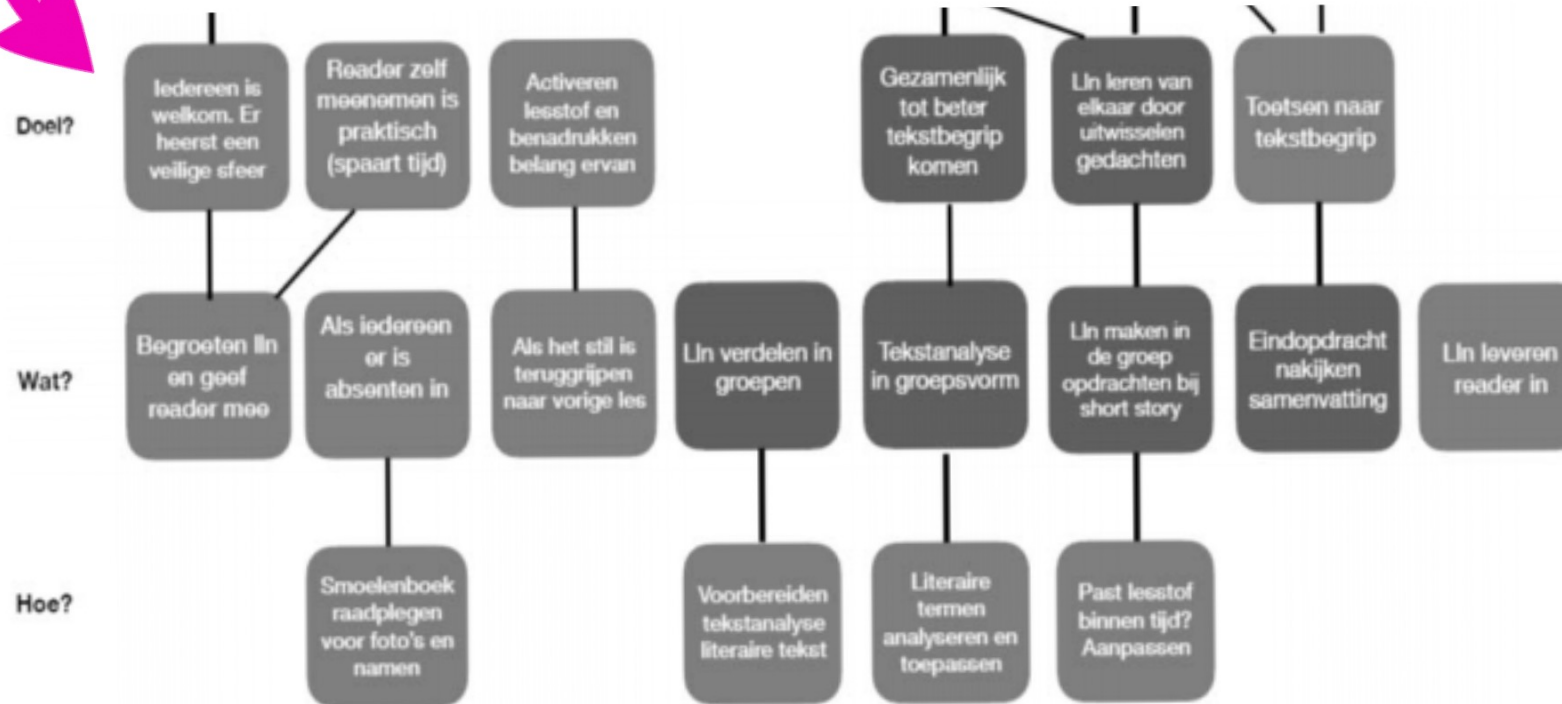 Doel?
Iedereen is
welkom. Er
heerst een
veilige sfeer
Reader zelf
meenemen is
praktisch
(spaart tijd)
Activeren
lesstof en
benadrukken
belang ervan
Gezamenlijk
tot beter
tekstbegrip
komen
Lln leren van
elkaar door
uitwisselen
gedachten
Toetsen naar
tekstbegrip
Wat?
Begroeten lln
en geef
reader mee
Als iedereen
er is
absenten in
Als het stil is
teruggrijpen
naar vorige les
Lln verdelen in
groepen
Tekstanalyse
in groepsvorm
Lln maken in
de groep
opdrachten bij
short story
Eindopdracht
nakijken
samenvatting
Lln leveren
reader in
Hoe?
Smoelenboek
raadplegen
voor foto's en
namen
Voorbereiden
tekstanalyse
literaire tekst
Literaire
termen
analyseren en
toepassen
Past lesstof
binnen tijd?
Aanpassen